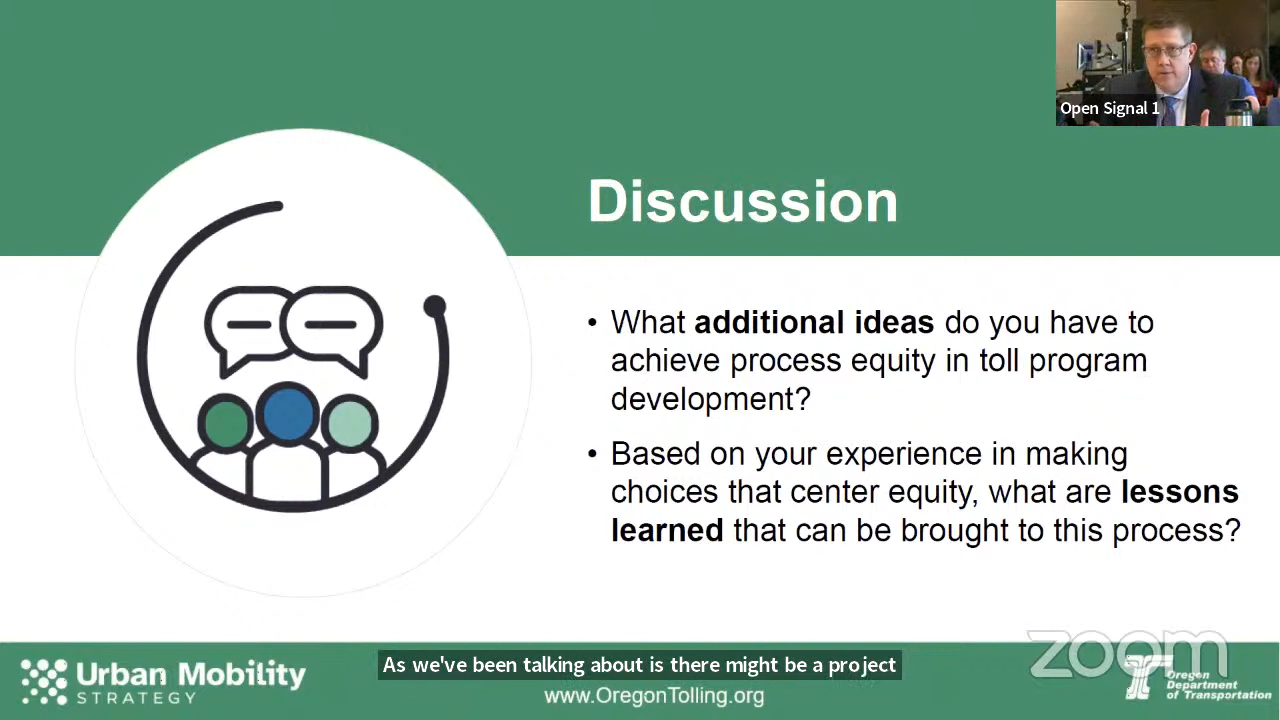 Open Signal 1
Discussion
• What additional ideas do you have to
achieve process equity in toll program
development?
• Based on your experience in making
choices that center equity, what are lessons
learned that can be brought to this process?
zoom
Urban Mobility
STRATEGY
As we've been talking about is there might be a project
www.OregonTolling.org
Oregon
Department
of Transportation